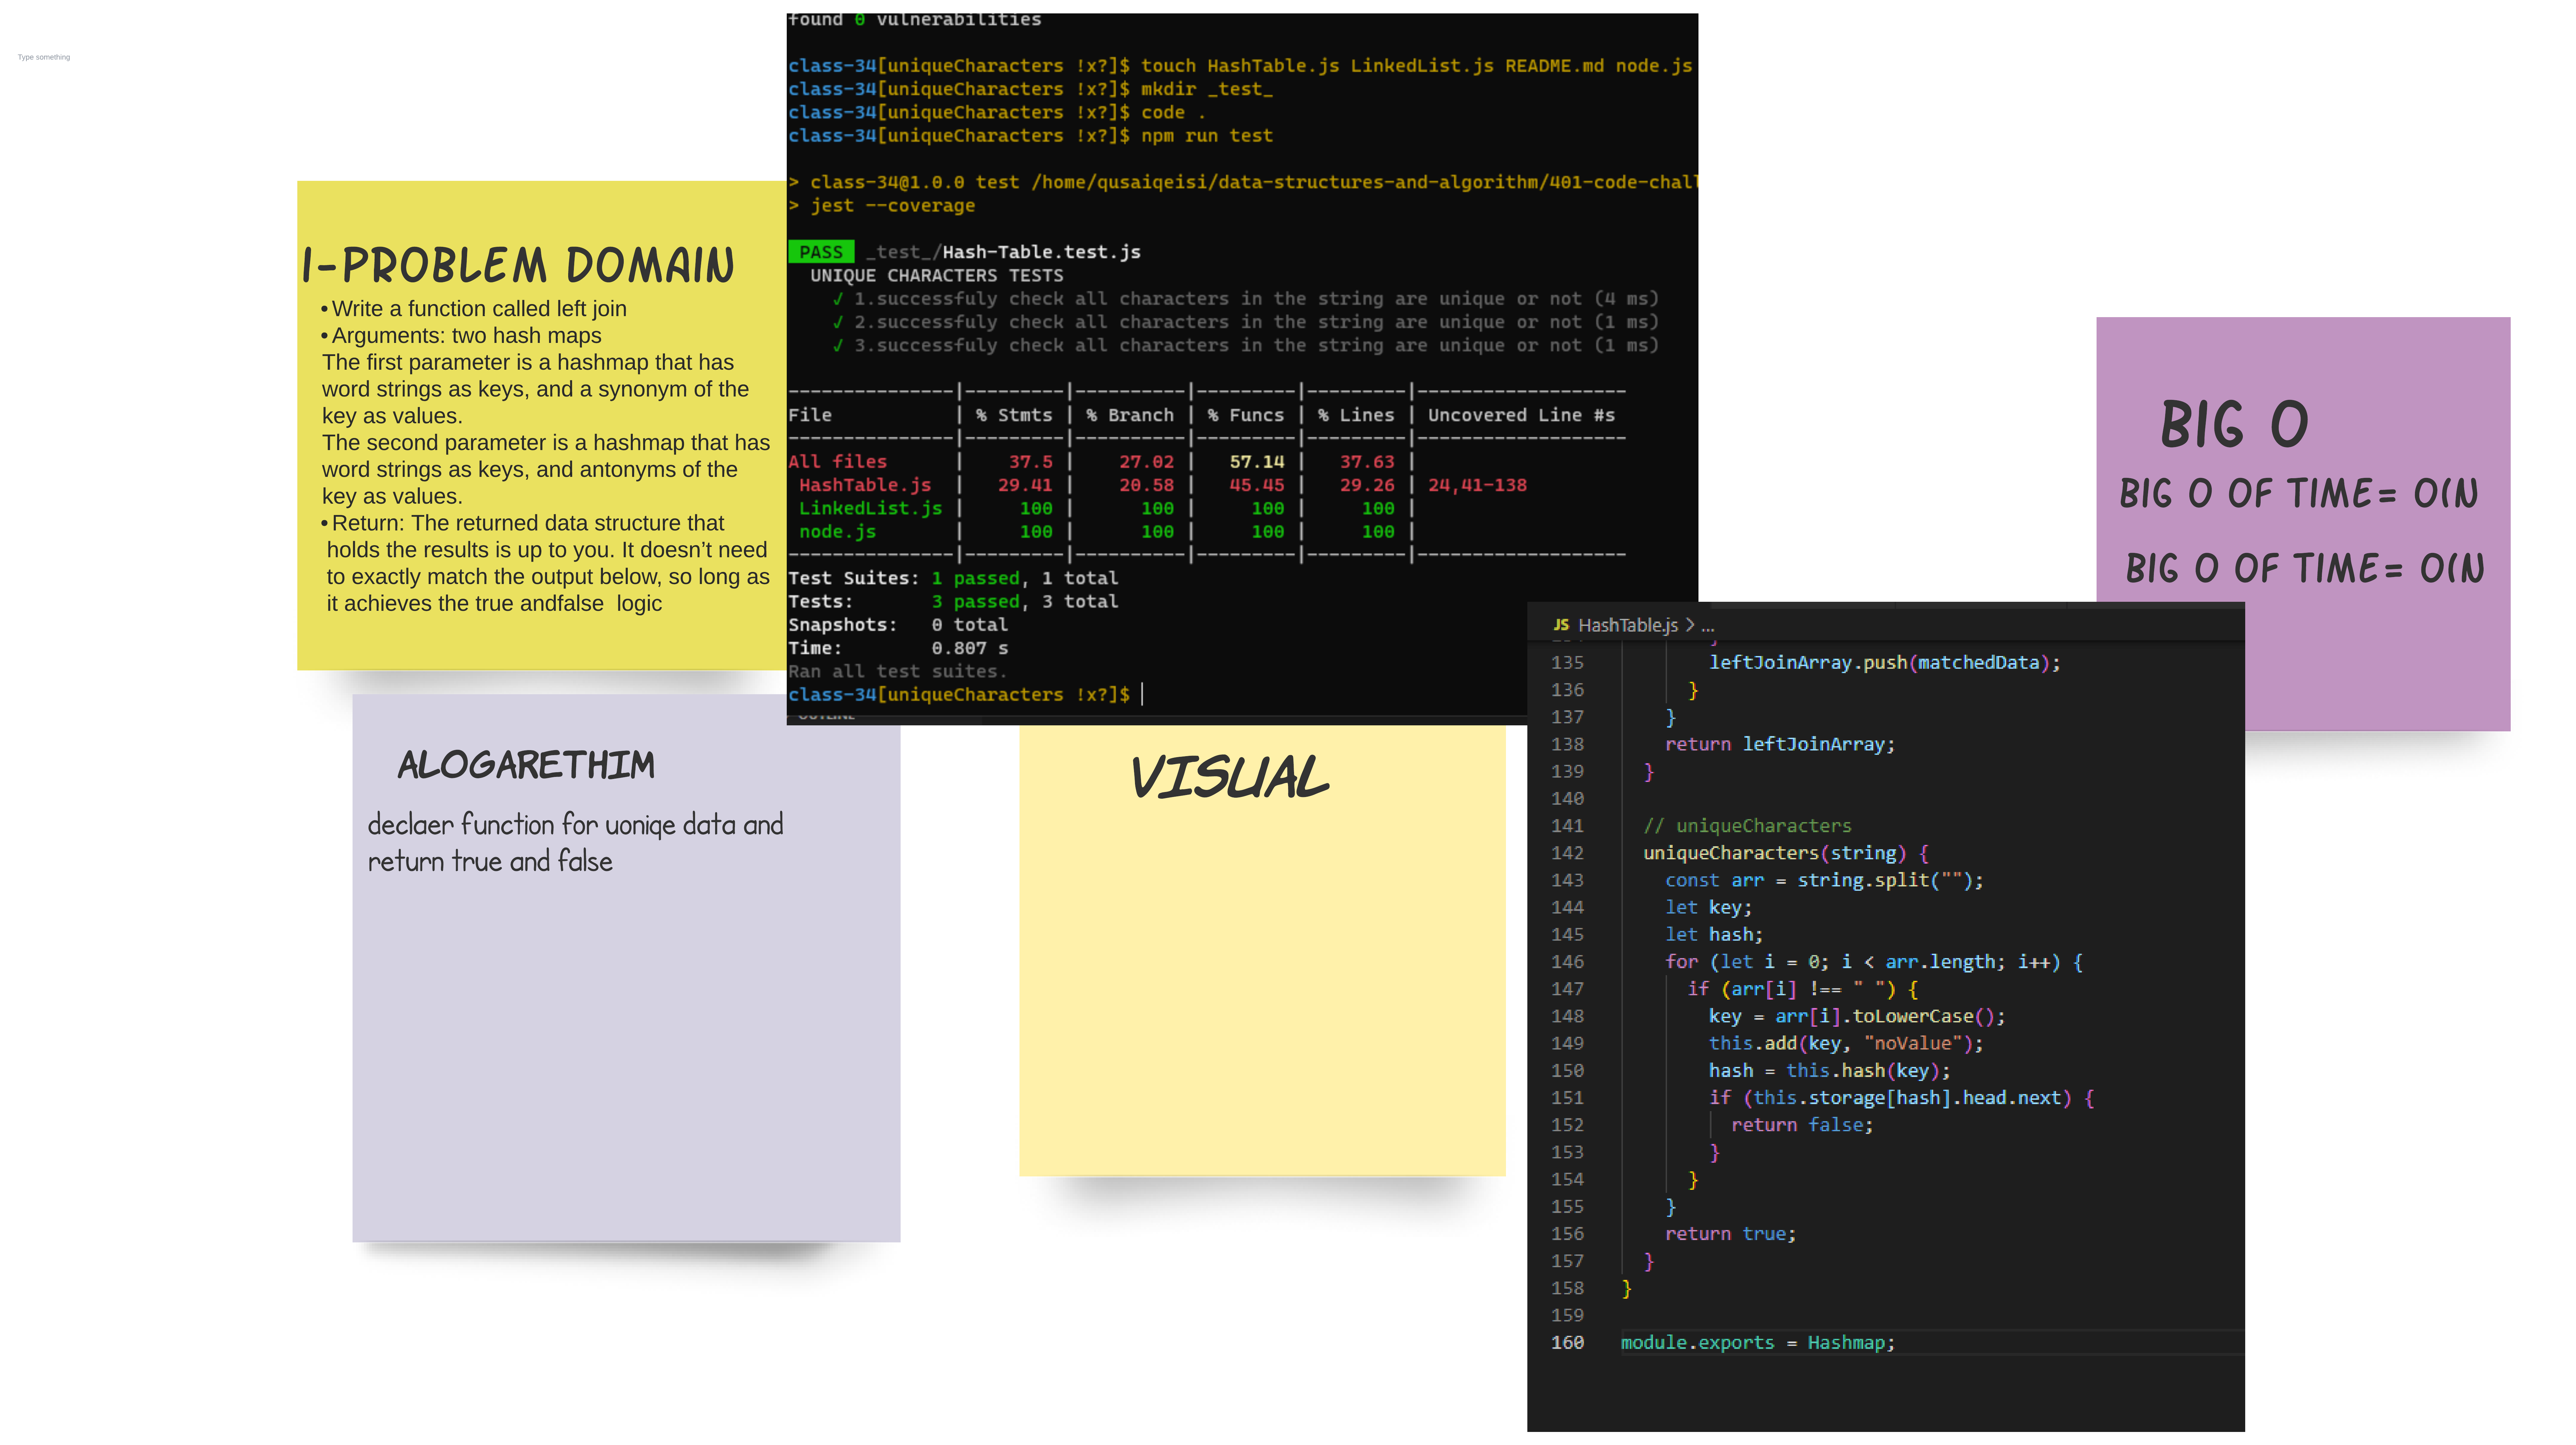 Type something
found 0 vulnerabilities
class-34[uniqueCharacters !x?]$ touch HashTable.js LinkedList.js README.md node.js
class-34[uniqueCharacters !x?]$ mkdir _test_
class-34[uniqueCharacters !x?]$ code .
class-34[uniqueCharacters !x?]$ npm run test
> class-34@1.0.0 test /home/qusaiqeisi/data-structures-and-algorithm/401-code-chall
> jest --coverage
PASS _test_/Hash-Table.test.js
UNIQUE CHARACTERS TESTS
✓ 1.successfuly check all characters in the string are unique or not (4 ms)
✓ 2.successfuly check all characters in the string are unique or not (1 ms)
✓ 3.successfuly check all characters in the string are unique or not (1 ms)
---------------|---------|----------|---------|---------|-------------------
File | % Stmts | % Branch | % Funcs | % Lines | Uncovered Line #s
---------------|---------|----------|---------|---------|-------------------
All files | 37.5 | 27.02 | 57.14 | 37.63 |
HashTable.js | 29.41 | 20.58 | 45.45 | 29.26 | 24,41-138
LinkedList.js | 100 | 100 | 100 | 100 |
node.js | 100 | 100 | 100 | 100 |
---------------|---------|----------|---------|---------|-------------------
Test Suites: 1 passed, 1 total
Tests: 3 passed, 3 total
Snapshots: 0 total
Time: 0.807 s
Ran all test suites.
class-34[uniqueCharacters !x?]$
1-PROBLEM DOMAIN
• Write a function called left join
• Arguments: two hash maps
The first parameter is a hashmap that has
word strings as keys, and a synonym of the
key as values.
The second parameter is a hashmap that has
word strings as keys, and antonyms of the
key as values.
• Return: The returned data structure that
holds the results is up to you. It doesn’t need
to exactly match the output below, so long as
it achieves the true andfalse  logic
BIG O
BIG O OF TIME= O(N
BIG O OF TIME= O(N
ALOGARETHIM
declaer function for uoniqe data and
return true and false
VISUAL
JS HashTable.js > ...
135 leftJoinArray.push(matchedData);
136 }
137 }
138 return leftJoinArray;
139 }
140
141 // uniqueCharacters
142 uniqueCharacters(string) {
143 const arr = string.split("");
144 let key;
145 let hash;
146 for (let i = 0; i < arr.length; i++) {
147 if (arr[i] !== " ") {
148 key = arr[i].toLowerCase();
149 this.add(key, "noValue");
150 hash = this.hash(key);
151 if (this.storage[hash].head.next) {
152 return false;
153 }
154 }
155 }
156 return true;
157 }
158 }
159
160 module.exports = Hashmap;